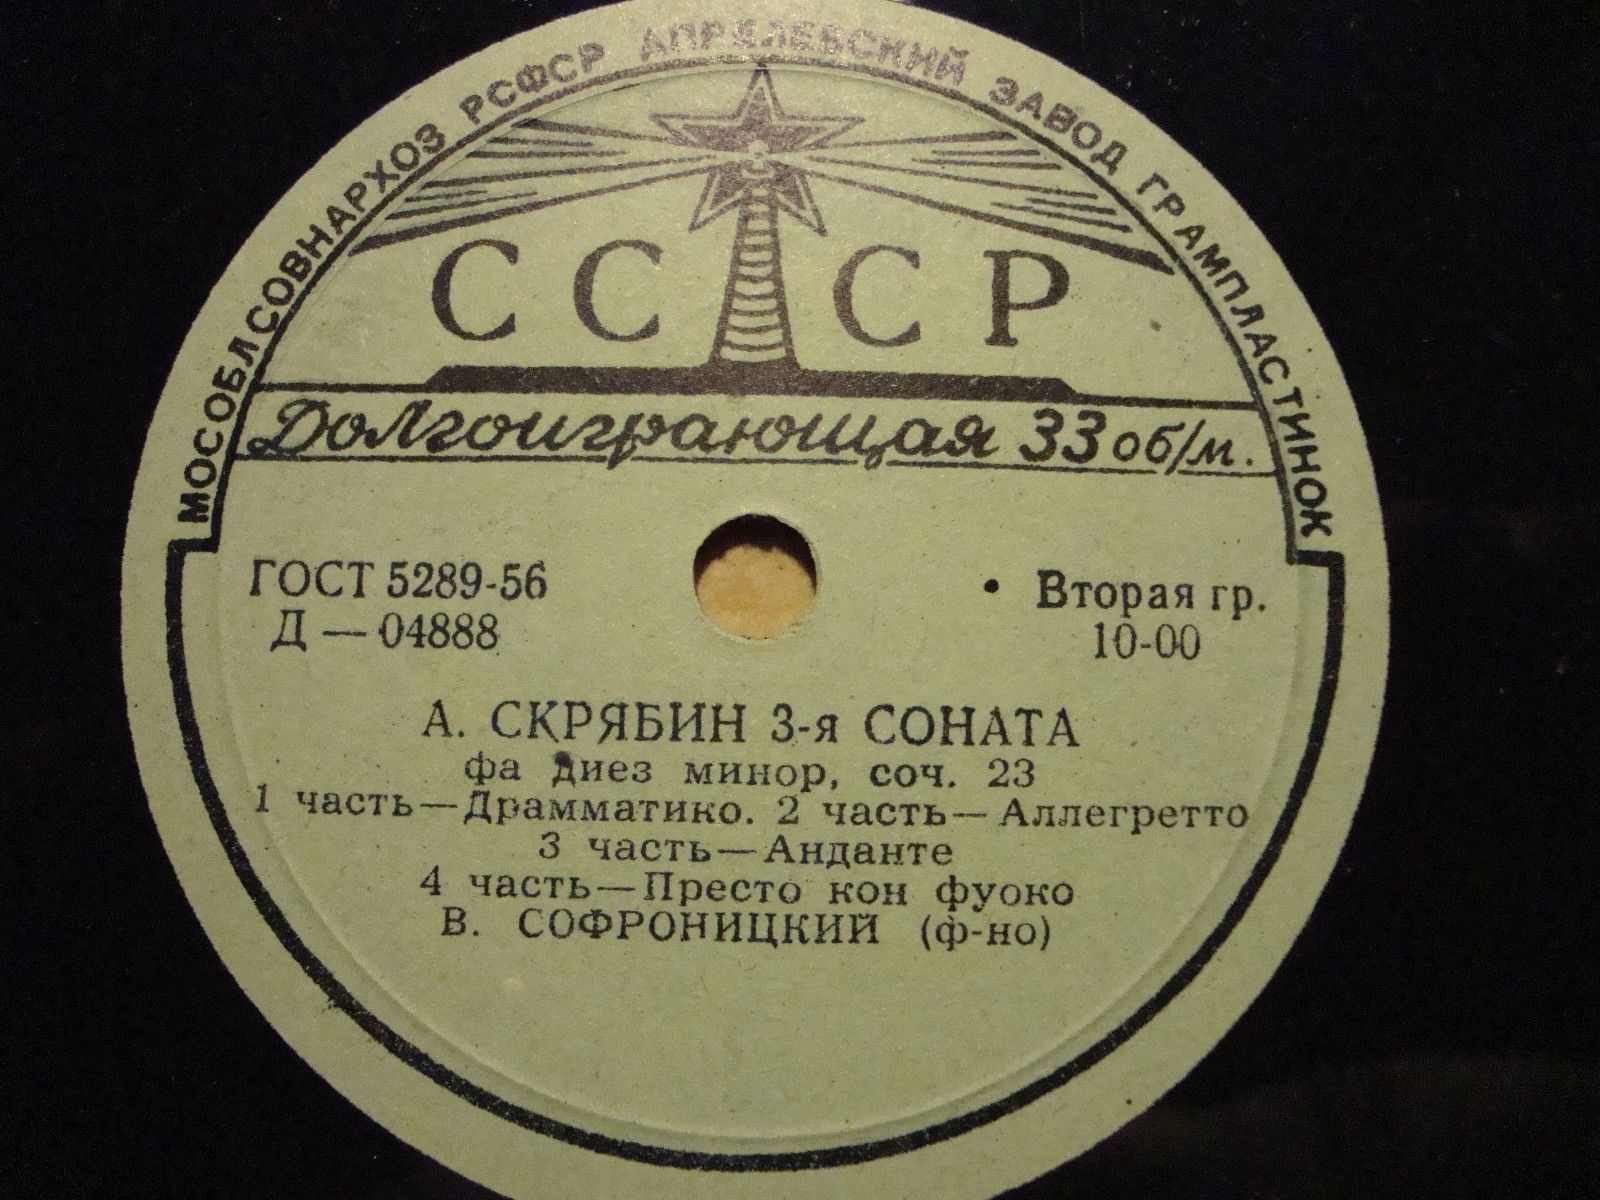 МОСОБЛСОВНАРХОЗ РСФСР АПРЕЛЕВСКИЙ ЗАВОД ГРАМПЛАСТИНОК
СССР
Долгоиграющая 33 об/м.
ГОСТ 5289-56
Д — 04888
• Вторая гр.
10-00
А. СКРЯБИН 3-я СОНАТА
фа диез минор, соч. 23
1 часть—Драмматико. 2 часть—Аллегретто
3 часть—Анданте
4 часть—Престо кон фуоко
В. СОФРОНИЦКИЙ (ф-но)